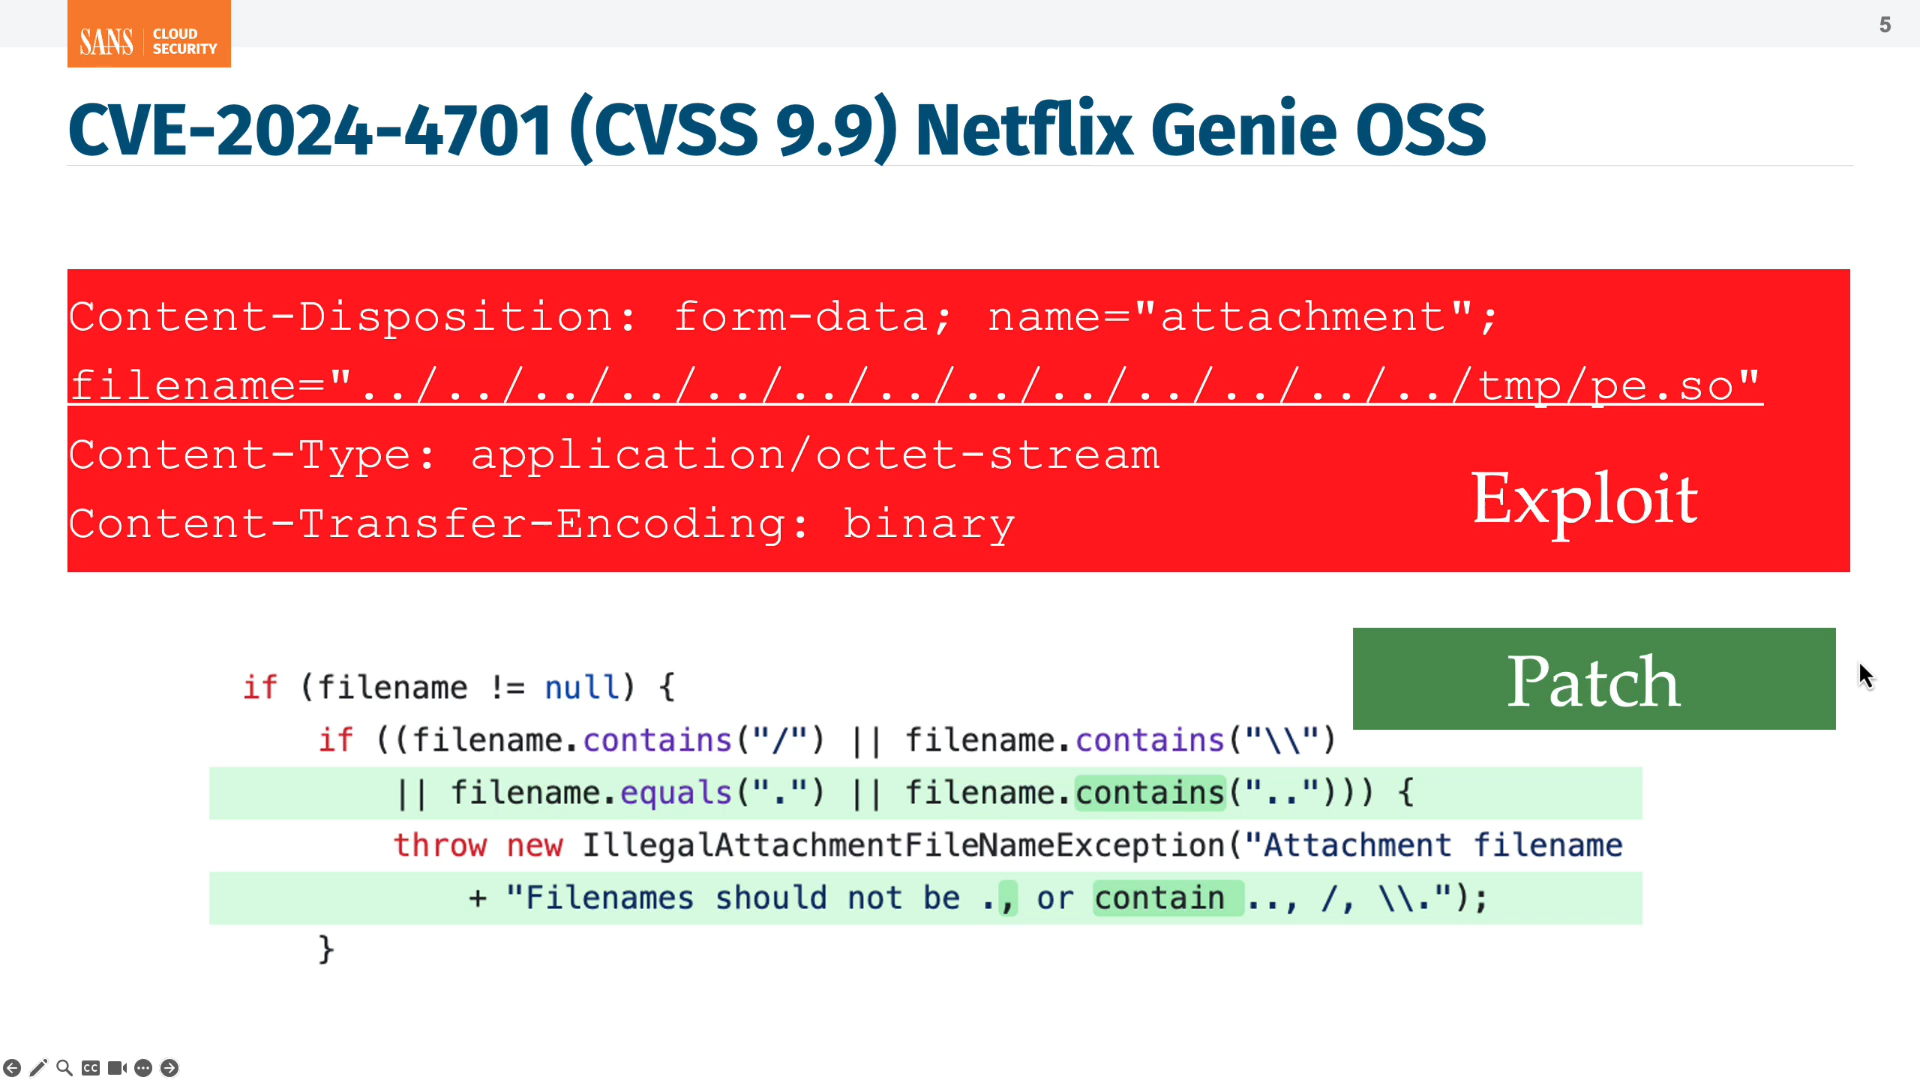 SANS
CLOUD
SECURITY
5
CVE-2024-4701 (CVSS 9.9) Netflix Genie OSS
Content-Disposition: form-data; name="attachment";
filename="../../../../../../../../../../../../../tmp/pe.so"
Content-Type: application/octet-stream
Content-Transfer-Encoding: binary
Exploit
Patch
if (filename != null) {
if ((filename.contains("/") || filename.contains("\\")
|| filename.equals(".") || filename.contains(".."))) {
throw new IllegalAttachmentFileNameException("Attachment filename
+ "Filenames should not be ., or contain .., /, \\.");
}
CC